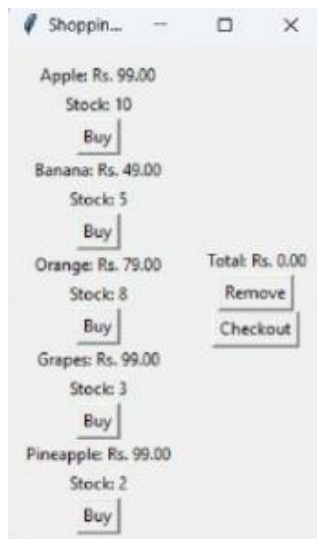 Shoppin...
Apple: Rs. 99.00
Stock: 10
Buy
Banana: Rs. 49.00
Stock: 5
Buy
Orange: Rs. 79.00
Stock: 8
Buy
Grapes: Rs. 99.00
Stock: 3
Buy
Pineapple: Rs. 99.00
Stock: 2
Buy
Total: Rs. 0.00
Remove
Checkout